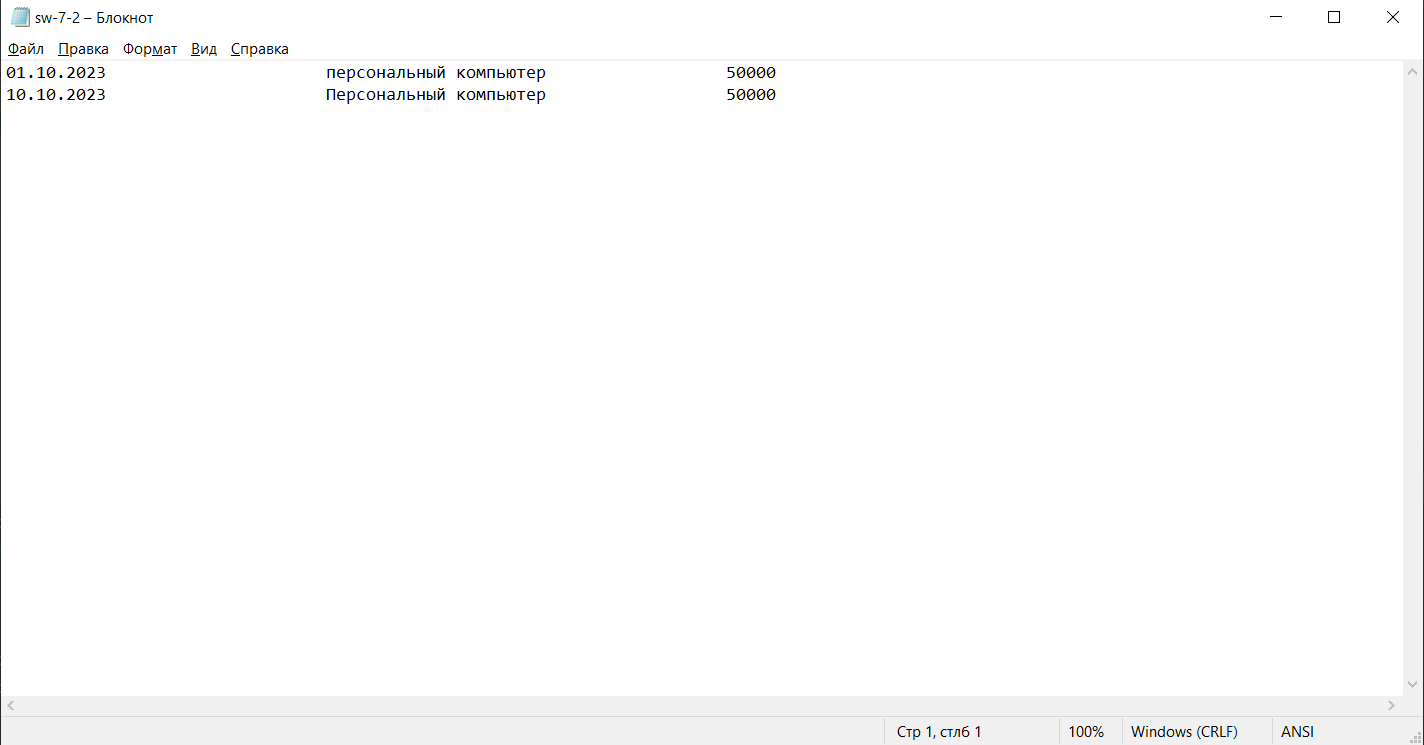 sw-7-2 – Блокнот
Файл Правка Формат Вид Справка
01.10.2023 персональный компьютер 50000
10.10.2023 Персональный компьютер 50000
Стр 1, стлб 1 100% Windows (CRLF) ANSI